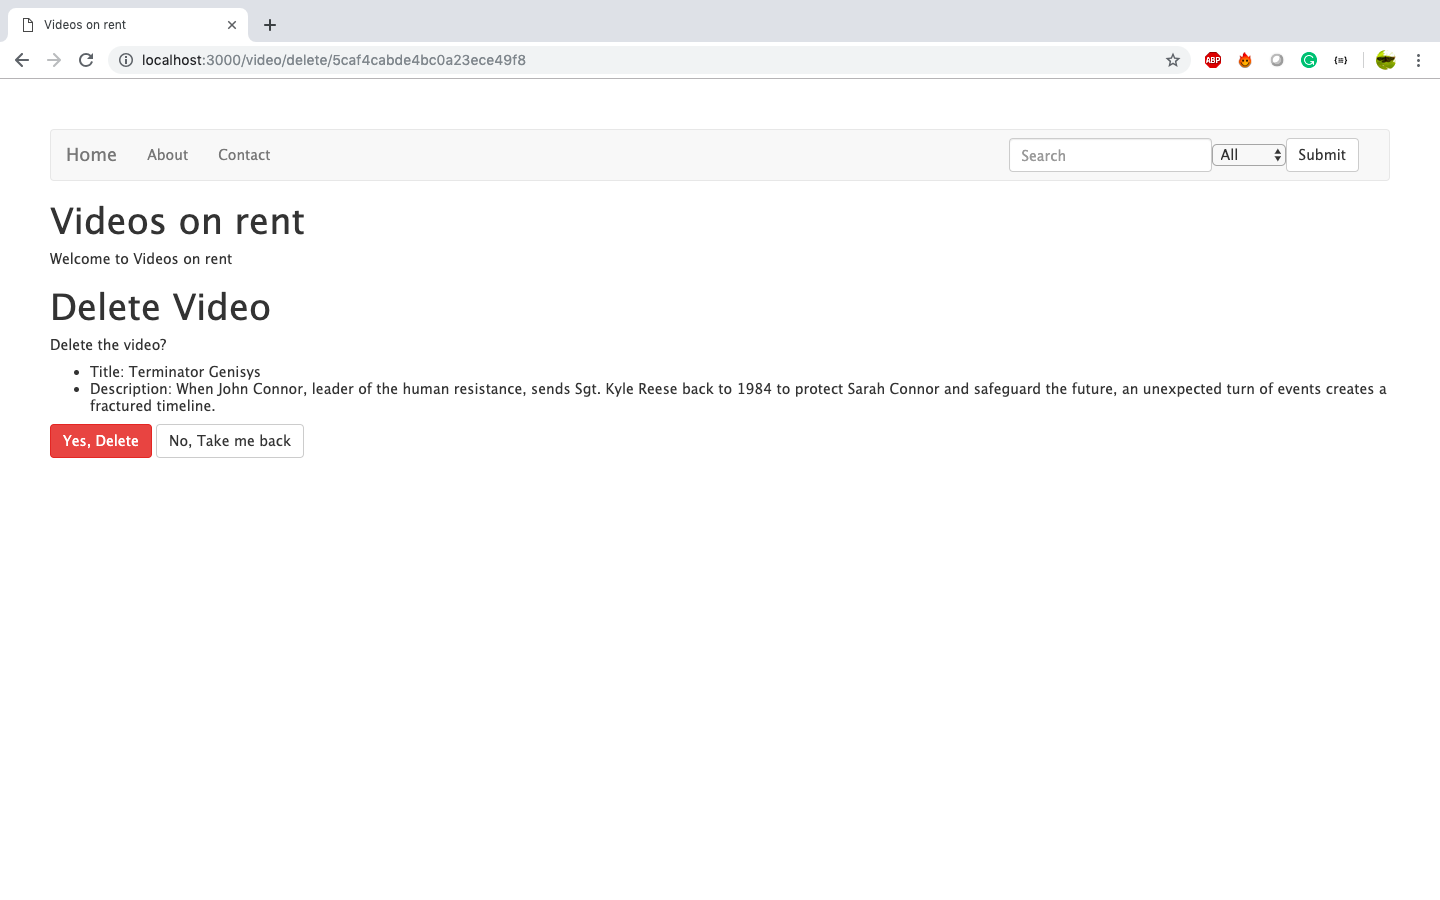 Videos on rent
localhost:3000/video/delete/5caf4cabde4bc0a23ece49f8
ABP
Home About Contact Search All Submit
Videos on rent
Welcome to Videos on rent
Delete Video
Delete the video?
Title: Terminator Genisys
Description: When John Connor, leader of the human resistance, sends Sgt. Kyle Reese back to 1984 to protect Sarah Connor and safeguard the future, an unexpected turn of events creates a
fractured timeline.
Yes, Delete No, Take me back